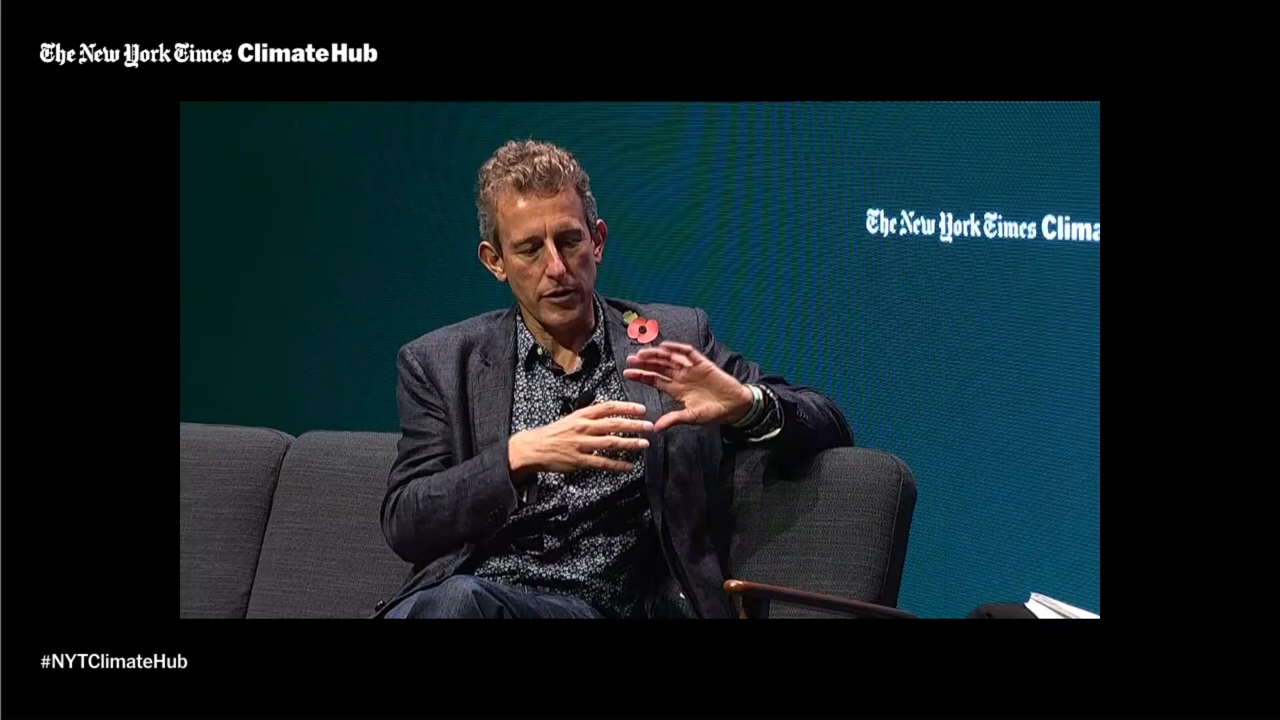 The New York Times Climate Hub
The New York Times Clima
#NYTClimateHub